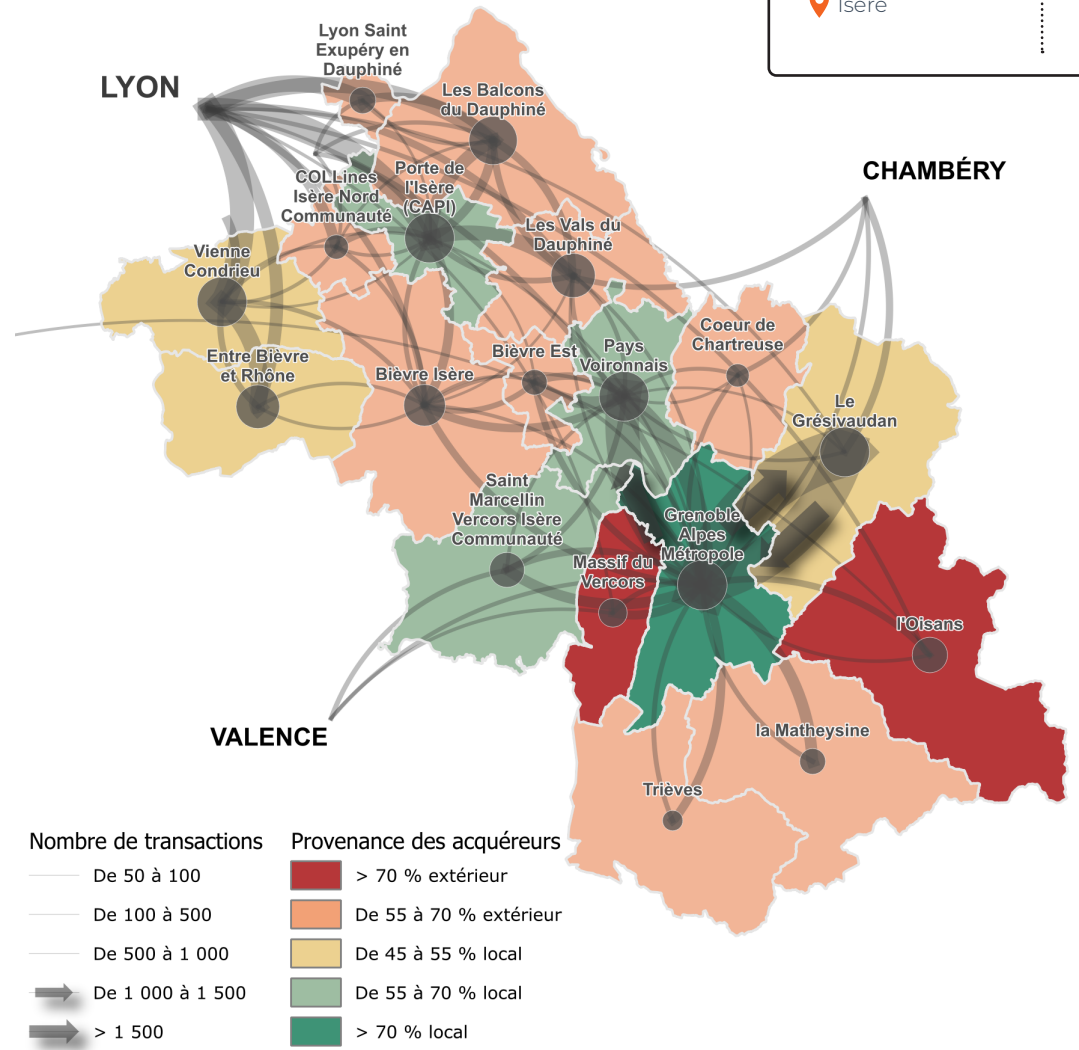 Isère
Lyon Saint
Exupéry en
Dauphiné
LYON
Les Balcons
du Dauphiné
CHAMBÉRY
COLLines
Isère Nord
Communauté
Porte de
l'Isère
(CAPI)
Les Vals du
Dauphiné
Vienne
Condrieu
Entre Bièvre
et Rhône
Bièvre Isère
Bièvre Est
Pays
Voironnais
Coeur de
Chartreuse
Le
Grésivaudan
Saint
Marcellin
Vercors Isère
Communauté
Grenoble
Alpes
Métropole
Massif du
Vercors
l'Oisans
VALENCE
la Matheysine
Trièves
Nombre de transactions
De 50 à 100
De 100 à 500
De 500 à 1 000
De 1 000 à 1 500
> 1 500
Provenance des acquéreurs
> 70 % extérieur
De 55 à 70 % extérieur
De 45 à 55 % local
De 55 à 70 % local
> 70 % local